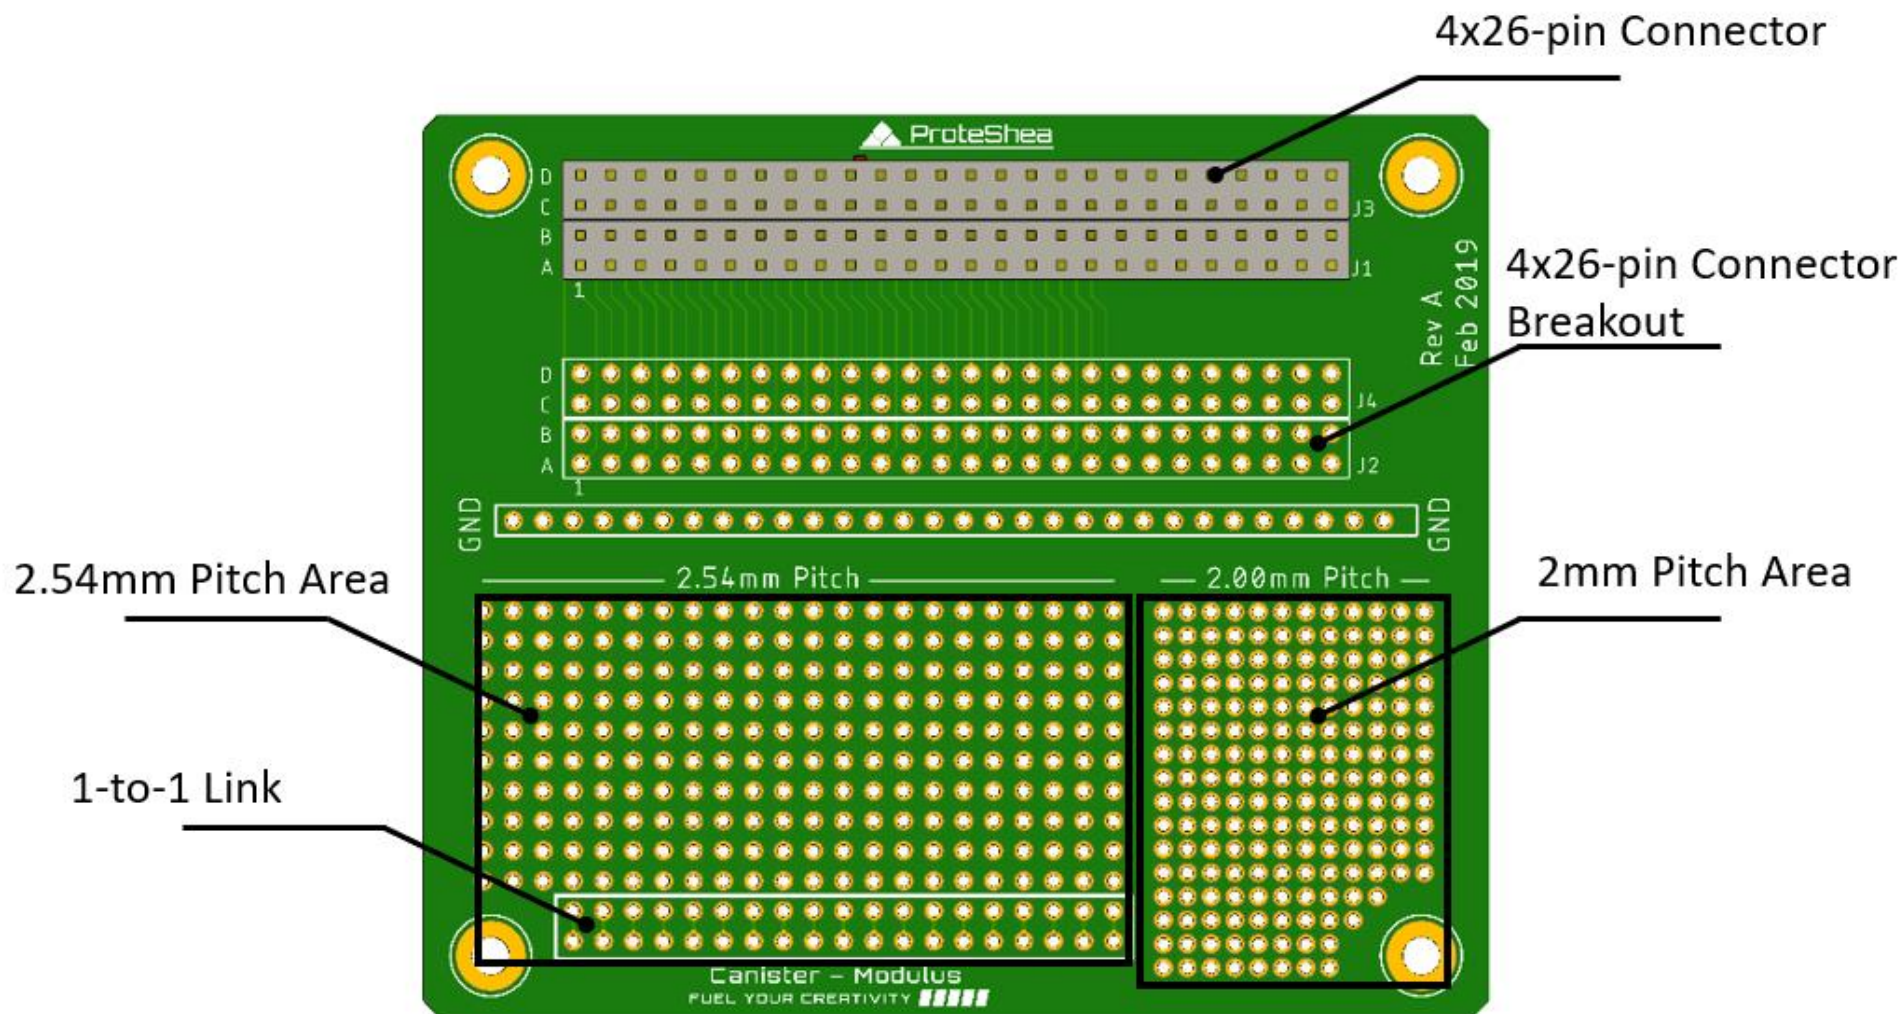 4x26-pin Connector
ProteShea
D
C
J3
B
A
J1
1
4x26-pin Connector
Breakout
Rev A
Feb 20019
D
C
J4
B
A
J2
1
GND
GND
2.54mm Pitch Area
2.54mm Pitch
2.00mm Pitch
2mm Pitch Area
1-to-1 Link
Canister - Modulus
FUEL YOUR CREATIVITY